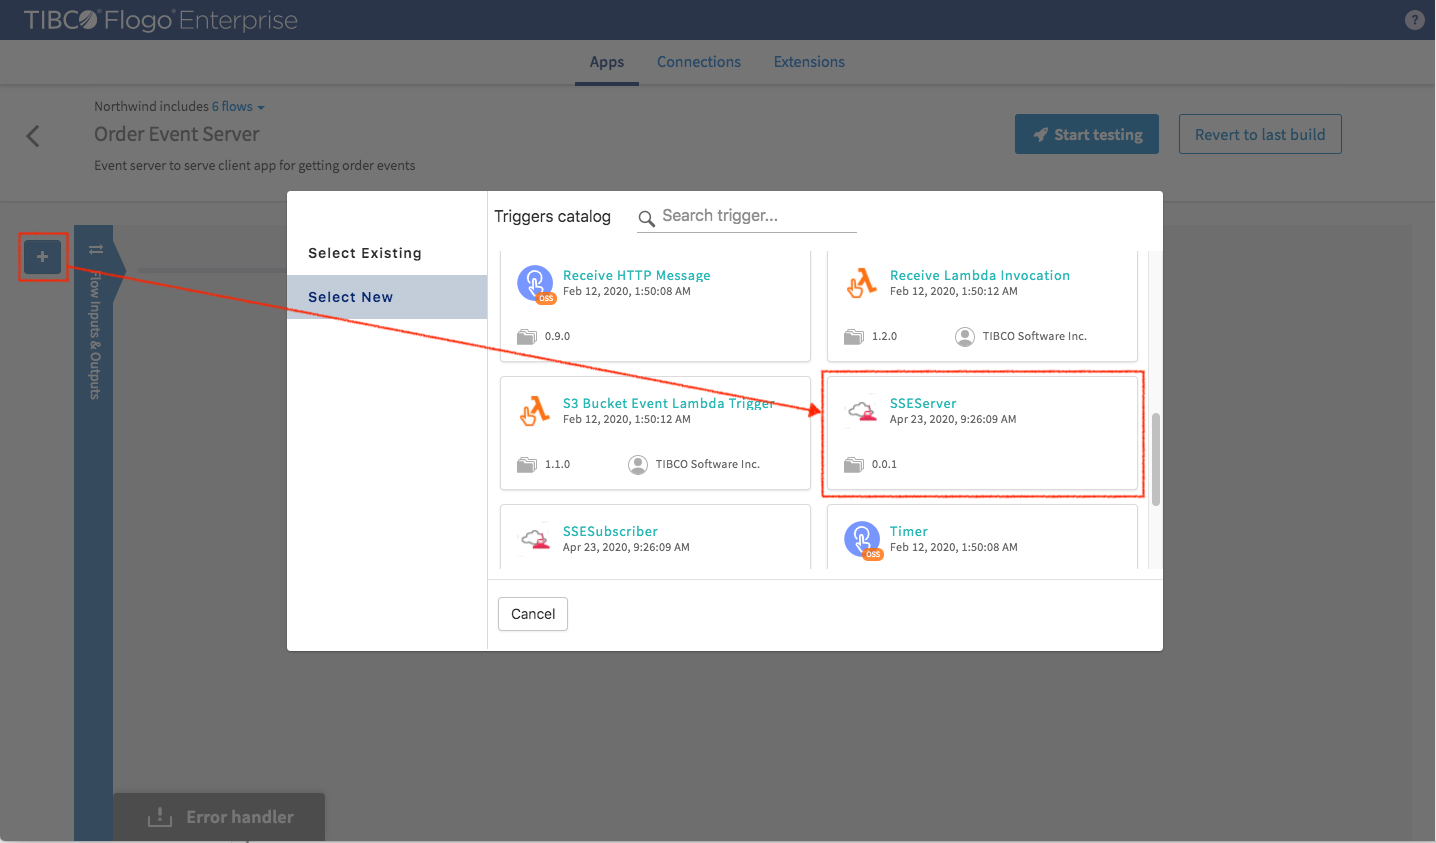 TIBCO Flogo® Enterprise
?
Apps Connections Extensions
Northwind includes 6 flows
Order Event Server
Event server to serve client app for getting order events
Start testing
Revert to last build
+
Flow Inputs & Outputs
Select Existing
Select New
Triggers catalog
Search trigger...
Receive HTTP Message
Feb 12, 2020, 1:50:08 AM
OSS
0.9.0
Receive Lambda Invocation
Feb 12, 2020, 1:50:12 AM
1.2.0 TIBCO Software Inc.
S3 Bucket Event Lambda Trigger
Feb 12, 2020, 1:50:12 AM
1.1.0 TIBCO Software Inc.
SSEServer
Apr 23, 2020, 9:26:09 AM
0.0.1
SSESubscriber
Apr 23, 2020, 9:26:09 AM
Timer
Feb 12, 2020, 1:50:08 AM
OSS
Cancel
Error handler